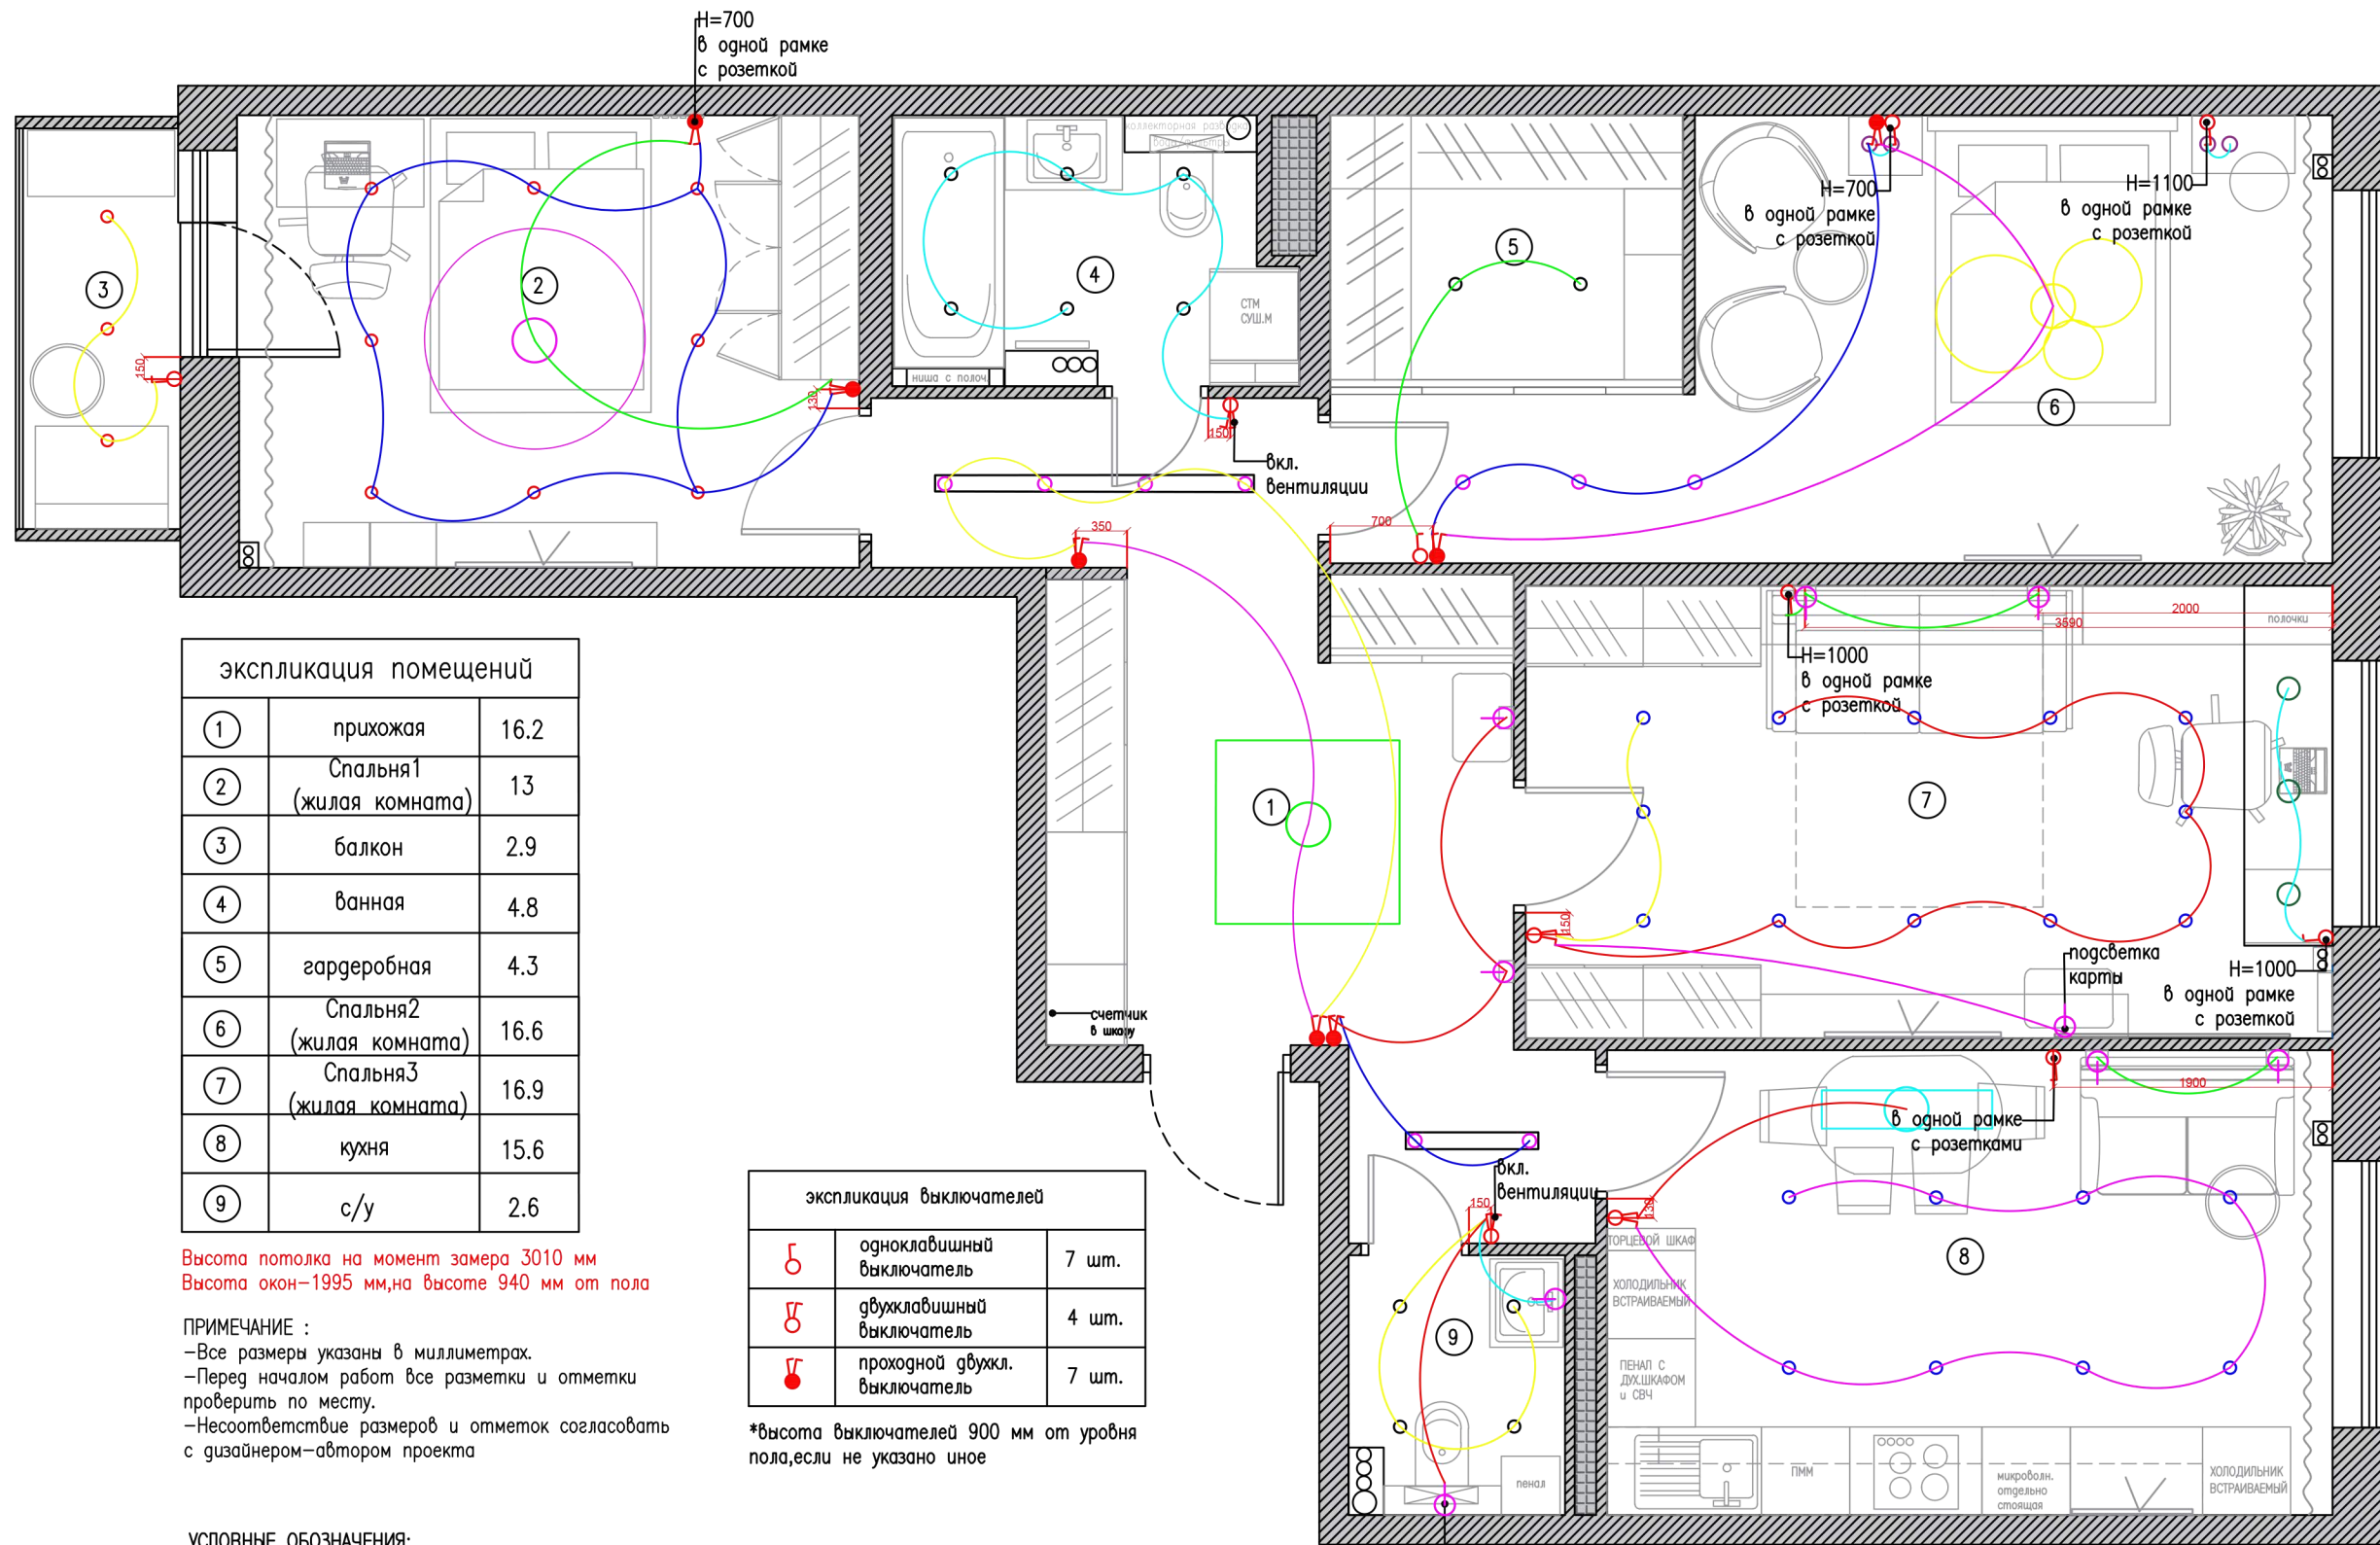 H=700
в одной рамке
с розеткой
коллекторная разводка
3
2
4
5
6
H=700
в одной рамке
с розеткой
H=1100
в одной рамке
с розеткой
СТМ
СУШ.М
ниша с полоч.
150
130
150
вкл.
вентиляции
350
700
экспликация помещений
1 прихожая 16.2
2 Спальня1 (жилая комната) 13
3 балкон 2.9
4 ванная 4.8
5 гардеробная 4.3
6 Спальня2 (жилая комната) 16.6
7 Спальня3 (жилая комната) 16.9
8 кухня 15.6
9 с/у 2.6
Высота потолка на момент замера 3010 мм
Высота окон-1995 мм,на высоте 940 мм от пола
ПРИМЕЧАНИЕ :
-Все размеры указаны в миллиметрах.
-Перед началом работ все разметки и отметки
проверить по месту.
-Несоответствие размеров и отметок согласовать
с дизайнером-автором проекта
УСЛОВНЫЕ ОБОЗНАЧЕНИЯ:
экспликация выключателей
одноклавишный выключатель 7 шт.
двухклавишный выключатель 4 шт.
проходной двухкл. выключатель 7 шт.
*высота выключателей 900 мм от уровня
пола,если не указано иное
1
счетчик
в шкафу
2000
3590
полочки
H=1000
в одной рамке
с розеткой
7
150
подсветка
карты
H=1000
в одной рамке
с розеткой
1900
в одной рамке
с розетками
вкл.
вентиляции
150
130
8
9
ТОРЦЕВОЙ ШКАФ
ХОЛОДИЛЬНИК
ВСТРАИВАЕМЫЙ
ПЕНАЛ С
ДУХ.ШКАФОМ
и СВЧ
пенал
ПММ
микроволн.
отдельно
стоящая
ХОЛОДИЛЬНИК
ВСТРАИВАЕМЫЙ